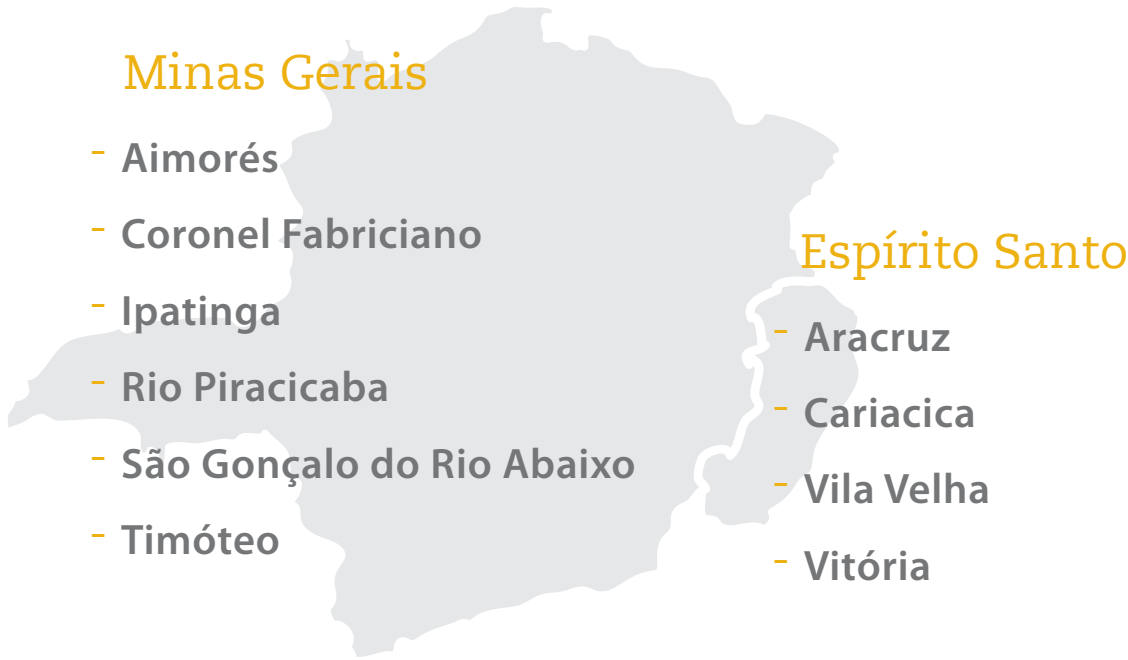 Minas Gerais
- Aimorés
- Coronel Fabriciano
- Ipatinga
- Rio Piracicaba
- São Gonçalo do Rio Abaixo
- Timóteo
Espírito Santo
- Aracruz
- Cariacica
- Vila Velha
- Vitória